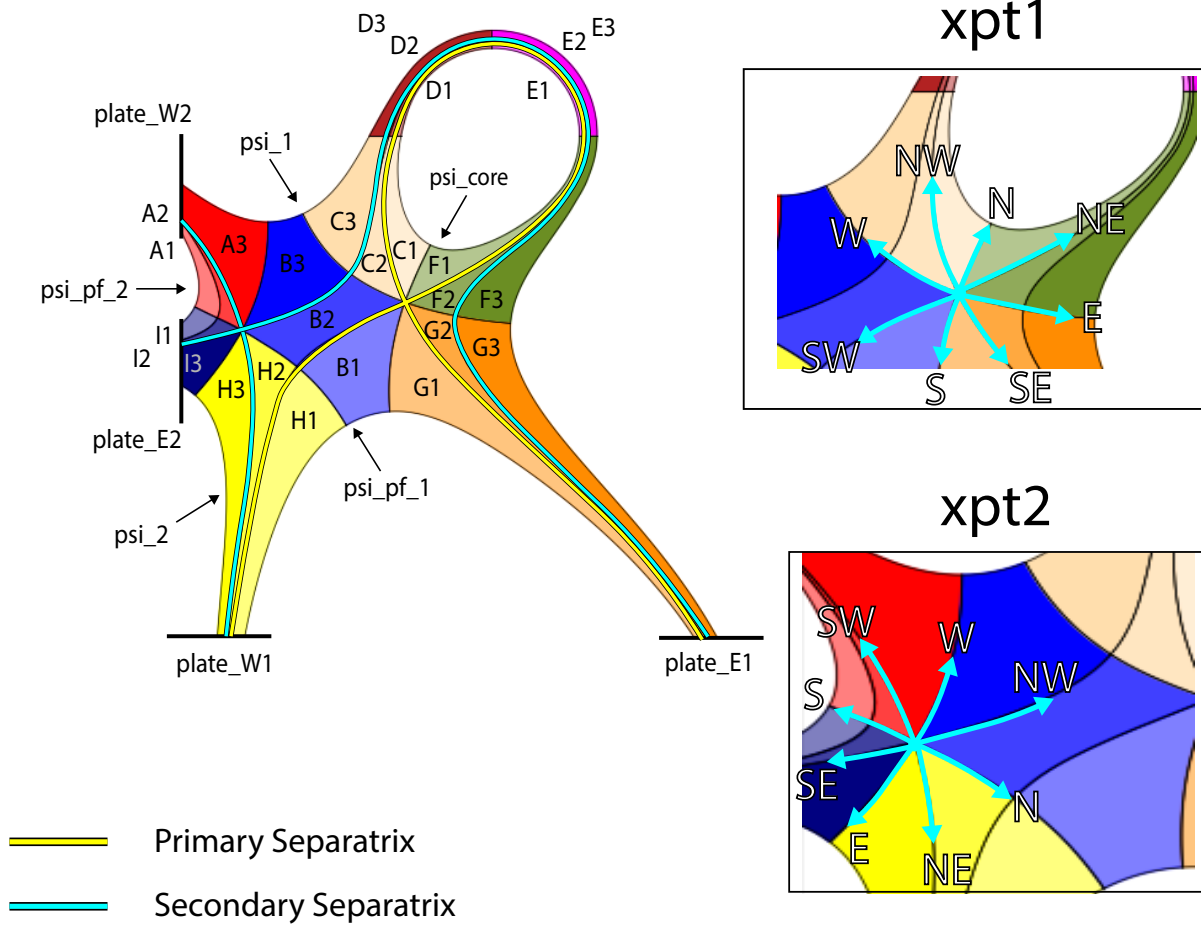 D3
D2
E2
E3
D1
E1
plate_W2
psi_1
psi_core
A2
A1
A3
B3
C3
C2
C1
F1
F2
F3
psi_pf_2
B2
G2
G3
I1
I2
I3
H3
H2
B1
G1
H1
plate_E2
psi_pf_1
psi_2
plate_W1
plate_E1
Primary Separatrix
Secondary Separatrix
xpt1
NW
N
NE
W
E
SW
S
SE
xpt2
SW
W
NW
S
SE
N
E
NE